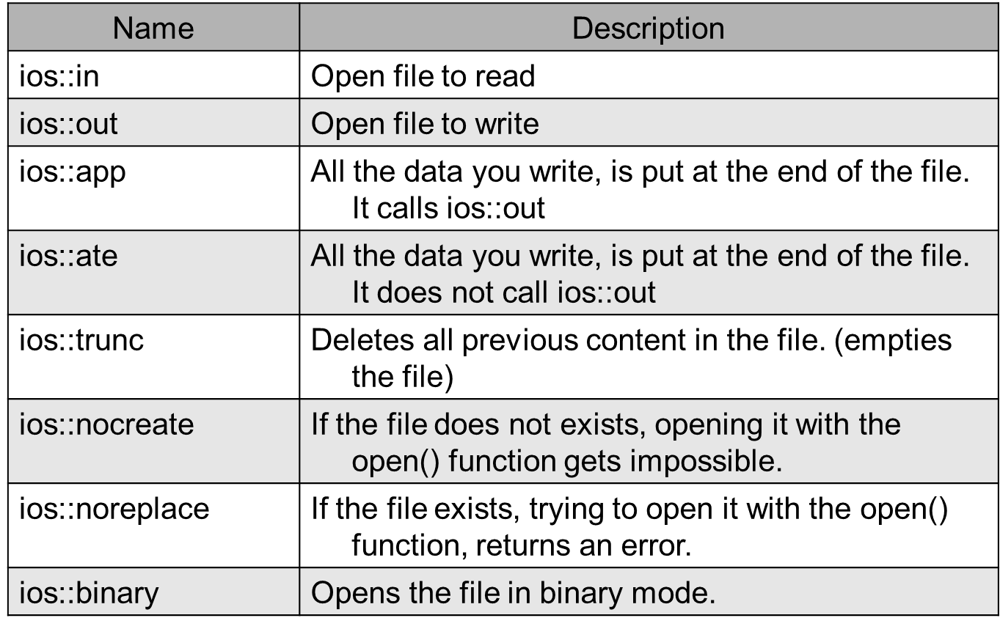 Name Description
ios::in Open file to read
ios::out Open file to write
ios::app All the data you write, is put at the end of the file.
It calls ios::out
ios::ate All the data you write, is put at the end of the file.
It does not call ios::out
ios::trunc Deletes all previous content in the file. (empties
the file)
ios::nocreate If the file does not exists, opening it with the
open() function gets impossible.
ios::noreplace If the file exists, trying to open it with the open()
function, returns an error.
ios::binary Opens the file in binary mode.